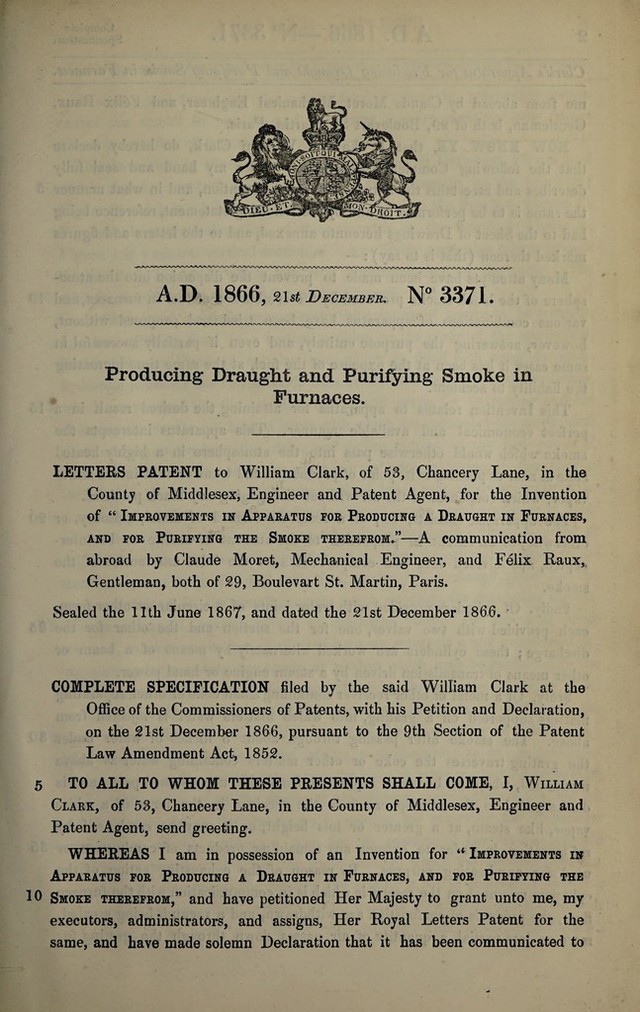 HONI SOIT QUI MAL Y PENSE
DIEU ET MON DROIT
A.D. 1866, 21st December. No 3371.
Producing Draught and Purifying Smoke in
Furnaces.
LETTERS PATENT to William Clark, of 53, Chancery Lane, in the
County of Middlesex, Engineer and Patent Agent, for the Invention
of “ Improvements in Apparatus for Producing a Draught in Furnaces,
and for Purifying the Smoke therefrom.”—A communication from
abroad by Claude Moret, Mechanical Engineer, and Félix Raux,
Gentleman, both of 29, Boulevart St. Martin, Paris.
Sealed the 11th June 1867, and dated the 21st December 1866.
COMPLETE SPECIFICATION filed by the said William Clark at the
Office of the Commissioners of Patents, with his Petition and Declaration,
on the 21st December 1866, pursuant to the 9th Section of the Patent
Law Amendment Act, 1852.
5 TO ALL TO WHOM THESE PRESENTS SHALL COME, I, William
Clark, of 53, Chancery Lane, in the County of Middlesex, Engineer and
Patent Agent, send greeting.
WHEREAS I am in possession of an Invention for “ Improvements in
Apparatus for Producing a Draught in Furnaces, and for Purifying the
10 Smoke therefrom,” and have petitioned Her Majesty to grant unto me, my
executors, administrators, and assigns, Her Royal Letters Patent for the
same, and have made solemn Declaration that it has been communicated to